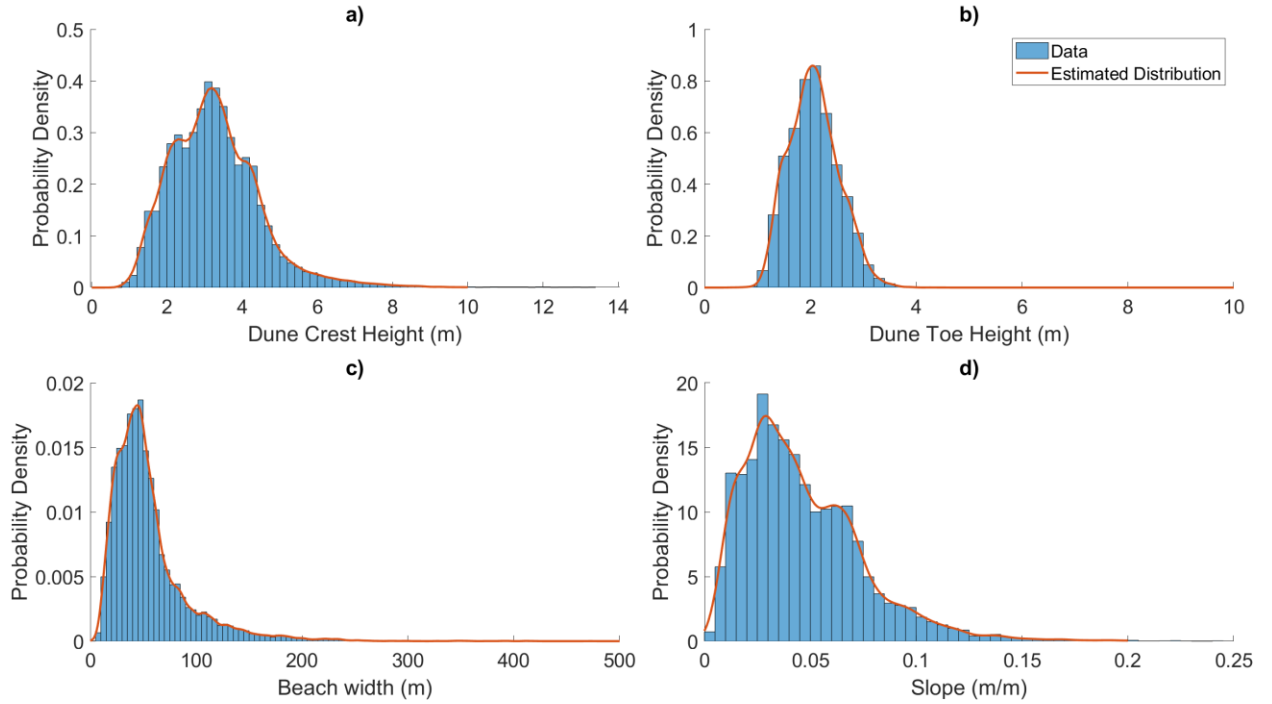 a)
0.5
0.4
0.3
0.2
0.1
0
Probability Density
0 2 4 6 8 10 12 14
Dune Crest Height (m)
b)
Data
Estimated Distribution
1
0.8
0.6
0.4
0.2
0
Probability Density
0 2 4 6 8 10
Dune Toe Height (m)
c)
0.02
0.015
0.01
0.005
0
Probability Density
0 100 200 300 400 500
Beach width (m)
d)
20
15
10
5
0
Probability Density
0 0.05 0.1 0.15 0.2 0.25
Slope (m/m)